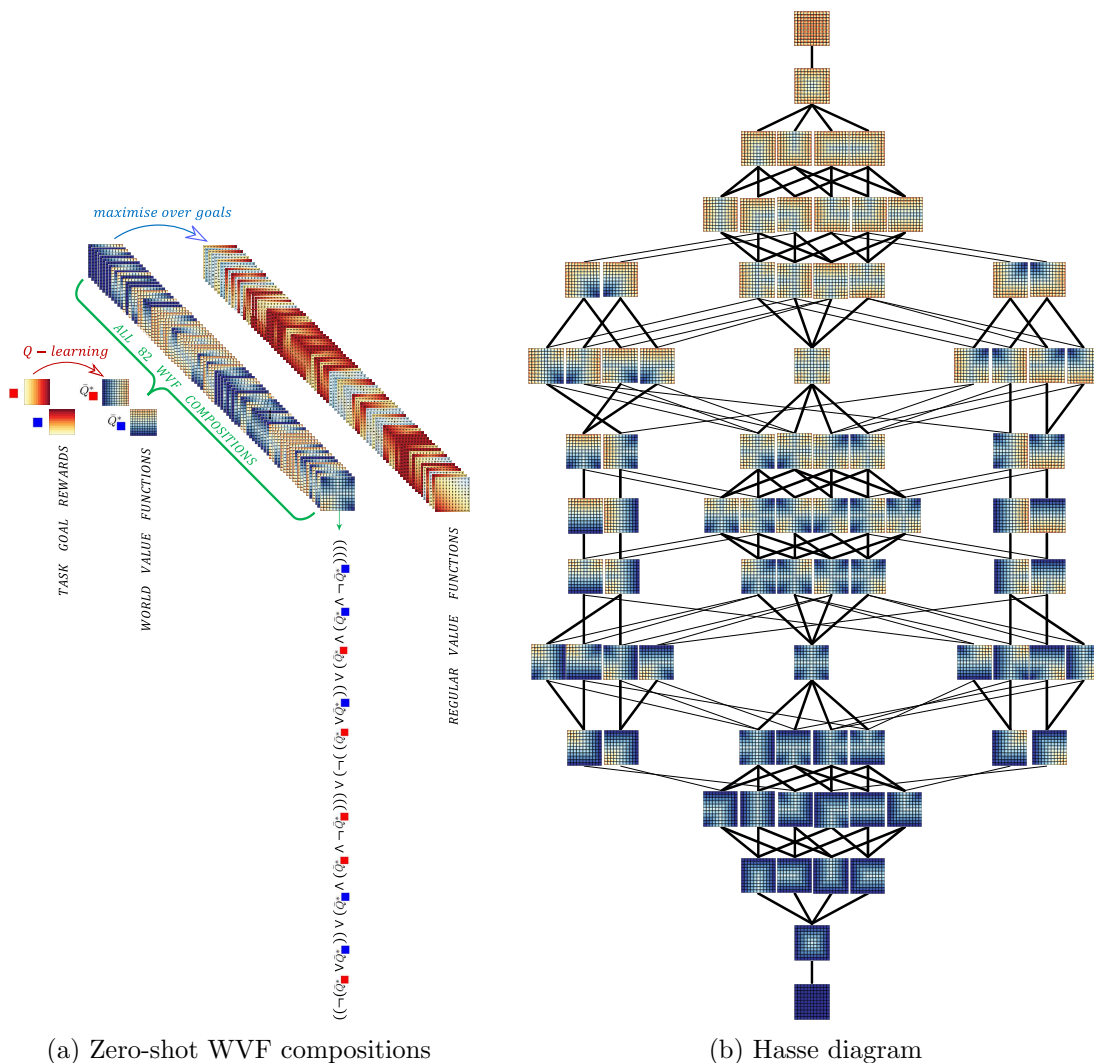 maximise over goals
ALL 82 WVF COMPOSITIONS
Q − learning
Q̄*
Q̄*
TASK GOAL REWARDS
WORLD VALUE FUNCTIONS
REGULAR VALUE FUNCTIONS
(a) Zero-shot WVF compositions
(b) Hasse diagram